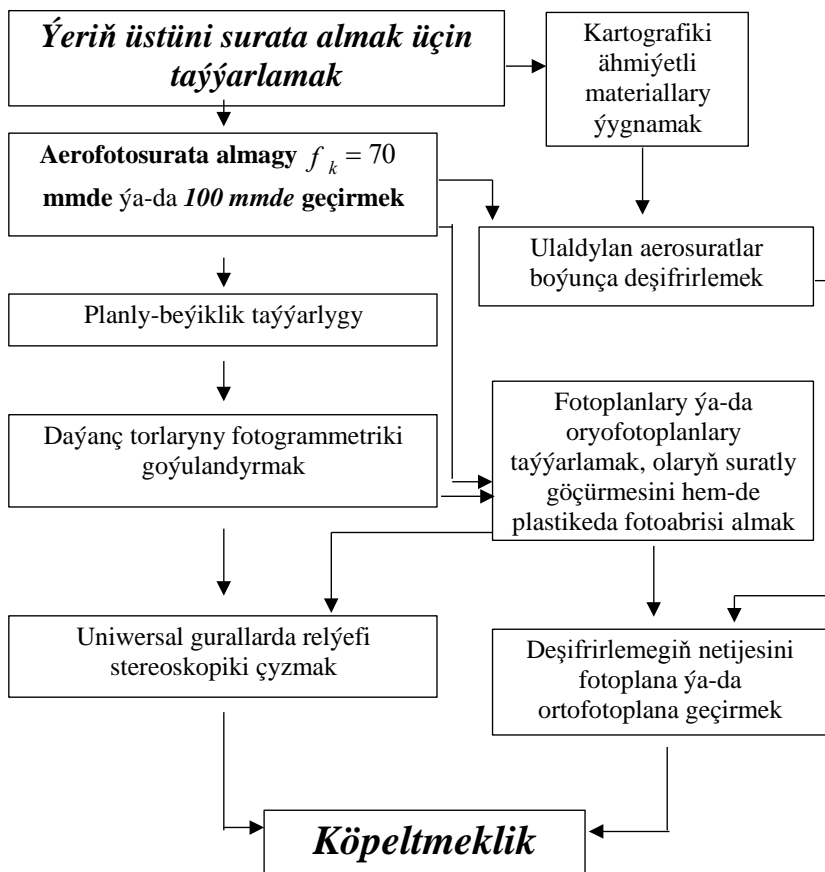 Ýeriň üstüni surata almak üçin
taýýarlamak
Kartografiki
ähmiýetli
materiallary
ýygnamak
Aerofotosurata almagy f k = 70
mmde ýa-da 100 mmde geçirmek
Ulaldylan aerosuratlar
boýunça deşifrirlemek
Planly-beýiklik taýýarlygy
Daýanç torlaryny fotogrammetriki
goýulandyrmak
Fotoplanlary ýa-da
oryofotoplanlary
taýýarlamak, olaryň suratly
göçürmesini hem-de
plastikeda fotoabrisi almak
Uniwersal gurallarda relýefi
stereoskopiki çyzmak
Deşifrirlemegiň netijesini
fotoplana ýa-da
ortofotoplana geçirmek
Köpeltmeklik